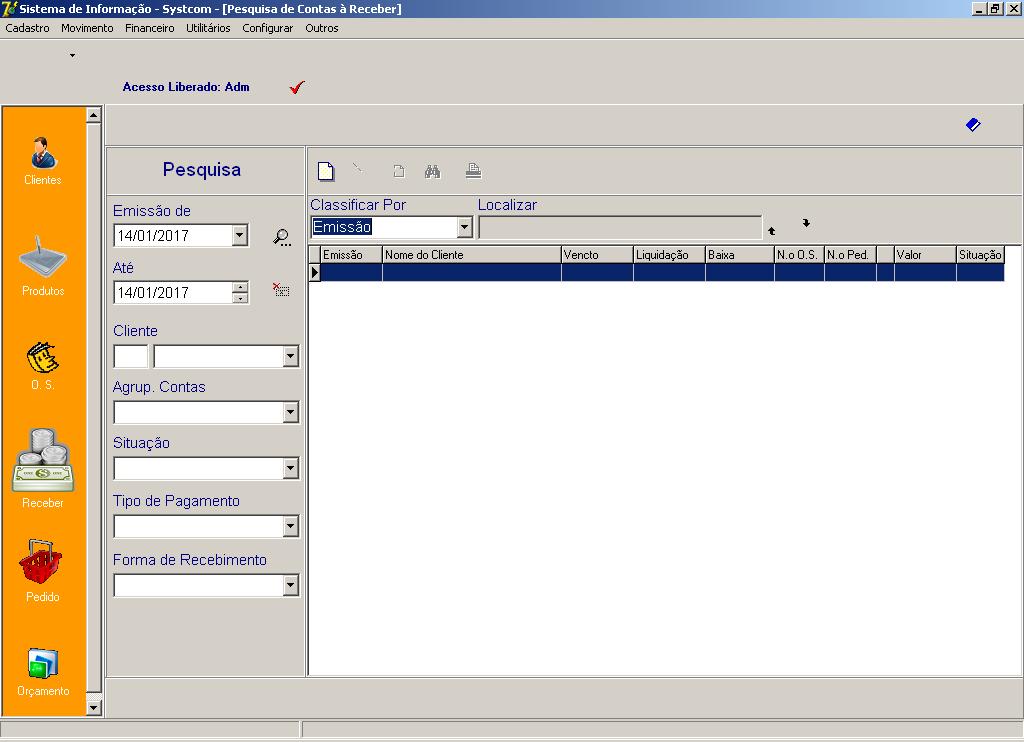 Sistema de Informação - Systcom - [Pesquisa de Contas à Receber]
Cadastro Movimento Financeiro Utilitários Configurar Outros
Acesso Liberado: Adm
Clientes
Produtos
O. S.
Receber
Pedido
Orçamento
Pesquisa
Emissão de
14/01/2017
Até
14/01/2017
Cliente
Agrup. Contas
Situação
Tipo de Pagamento
Forma de Recebimento
Classificar Por Localizar
Emissão
Emissão Nome do Cliente Vencto Liquidação Baixa N.o O.S. N.o Ped. Valor Situação